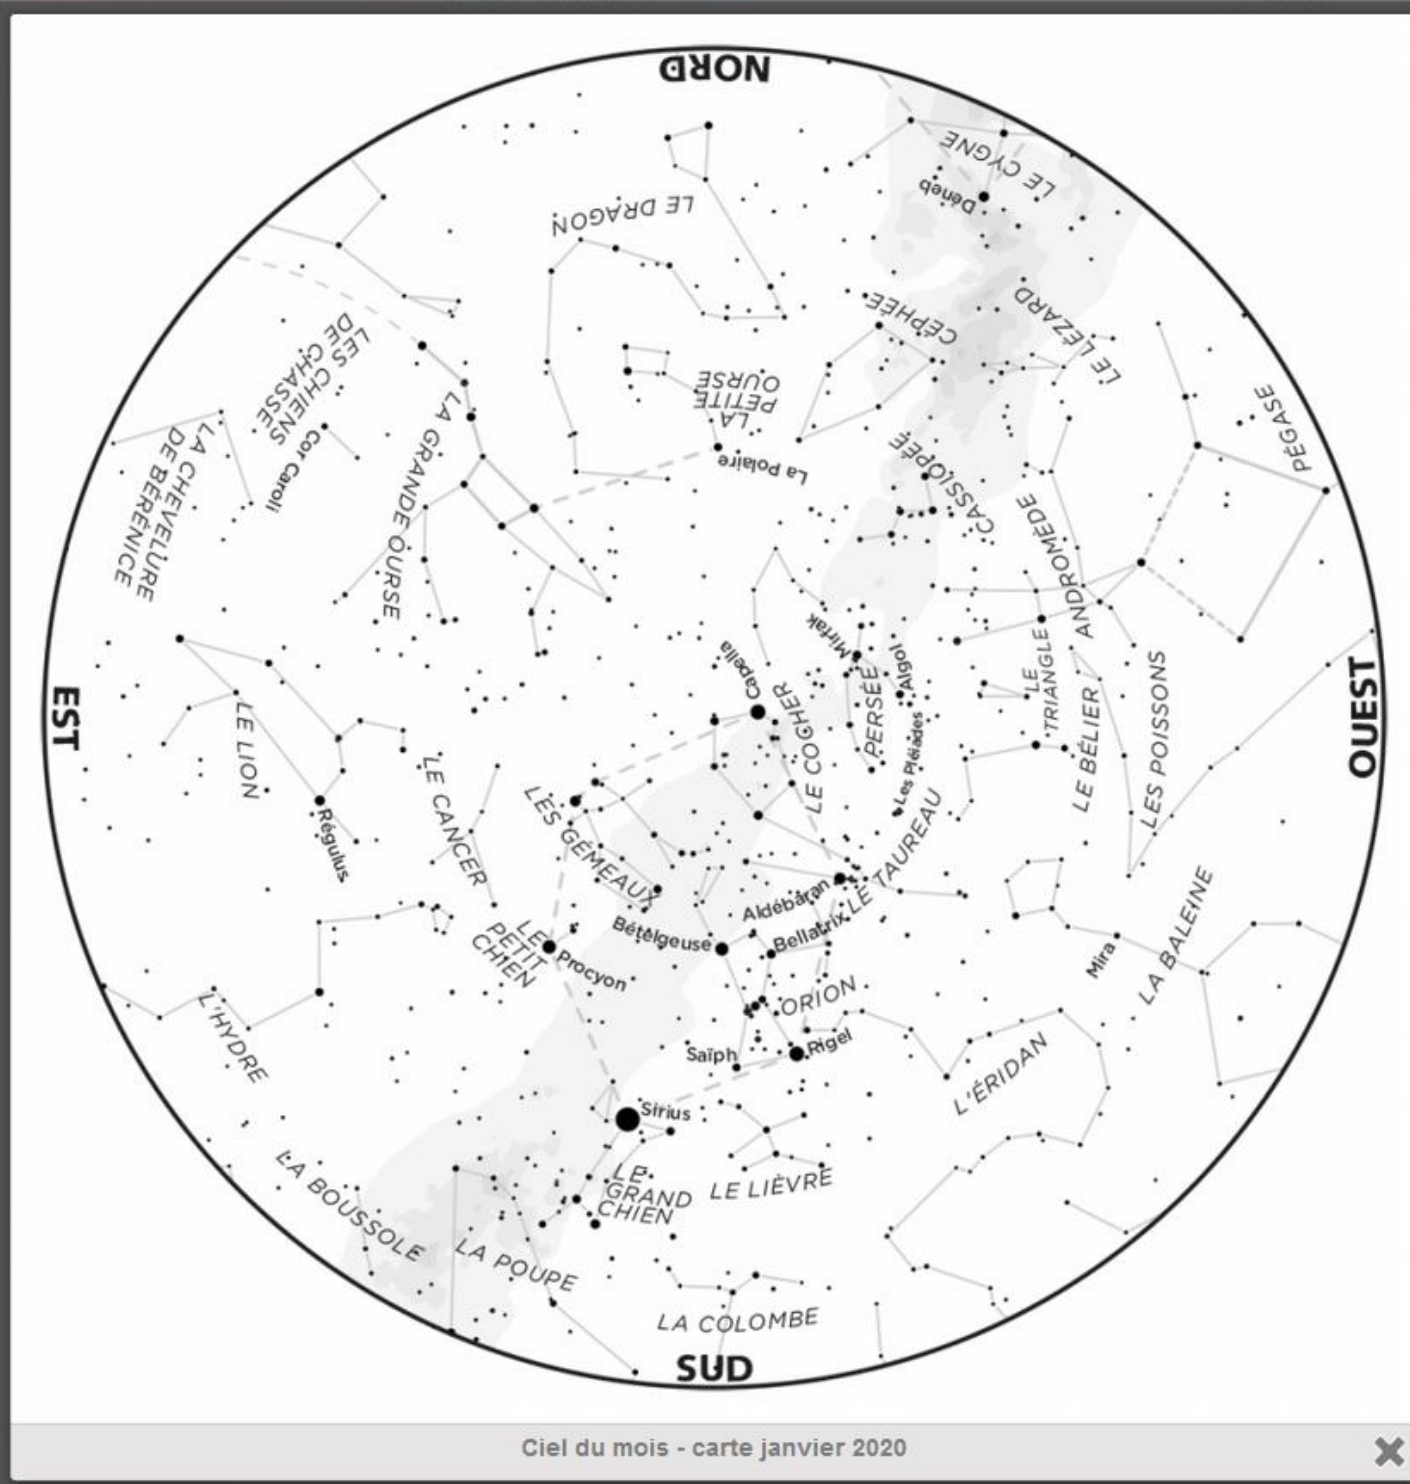 NORD
LE CYGNE
Déneb
LE DRAGON
CÉPHÉE
LE LÉZARD
LES CHIENS
DE CHASSE
LA
PETITE
OURSE
PÉGASE
LA CHEVELURE
DE BÉRÉNICE
Cor Caroli
LA GRANDE OURSE
La Polaire
CASSIOPÉE
ANDROMÈDE
Mirfak
Capella
Algol
LE
TRIANGLE
PERSÉE
LE COCHER
Les Pléiades
LE BÉLIER
LES POISSONS
EST
OUEST
LE LION
LE CANCER
Régulus
LES GÉMEAUX
LE TAUREAU
Aldébaran
Bételgeuse
Bellatrix
LE
PETIT
CHIEN
Procyon
Mira
LA BALEINE
ORION
L'HYDRE
Saïph
Rigel
L'ÉRIDAN
Sirius
LE
GRAND
CHIEN
LE LIÈVRE
LA BOUSSOLE
LA POUPE
LA COLOMBE
SUD
Ciel du mois - carte janvier 2020